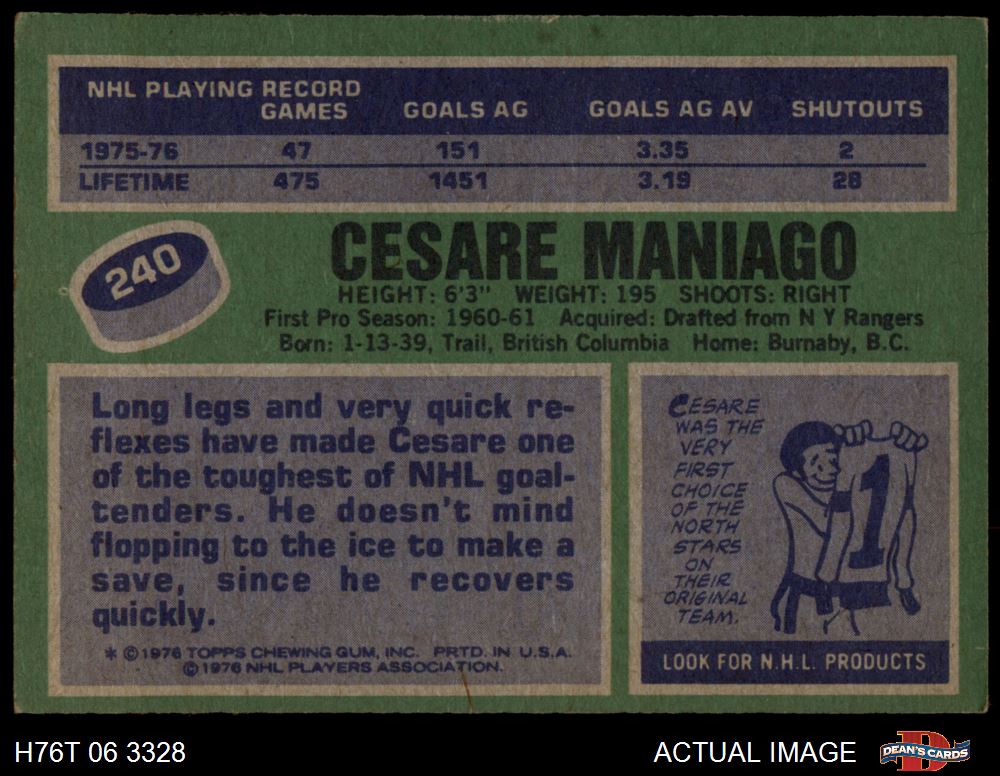 NHL PLAYING RECORD
GAMES GOALS AG GOALS AG AV SHUTOUTS
1975-76 47 151 3.35 2
LIFETIME 475 1451 3.19 28
240
CESARE MANIAGO
HEIGHT: 6'3" WEIGHT: 195 SHOOTS: RIGHT
First Pro Season: 1960-61 Acquired: Drafted from N Y Rangers
Born: 1-13-39, Trail, British Columbia Home: Burnaby, B.C.
Long legs and very quick re-
flexes have made Cesare one
of the toughest of NHL goal-
tenders. He doesn't mind
flopping to the ice to make a
save, since he recovers
quickly.
* ©1976 TOPPS CHEWING GUM, INC. PRTD. IN U.S.A.
©1976 NHL PLAYERS ASSOCIATION.
CESARE
WAS THE
VERY
FIRST
CHOICE
OF THE
NORTH
STARS
ON
THEIR
ORIGINAL
TEAM.
1
LOOK FOR N.H.L. PRODUCTS
H76T 06 3328
ACTUAL IMAGE
D
DEAN'S CARDS